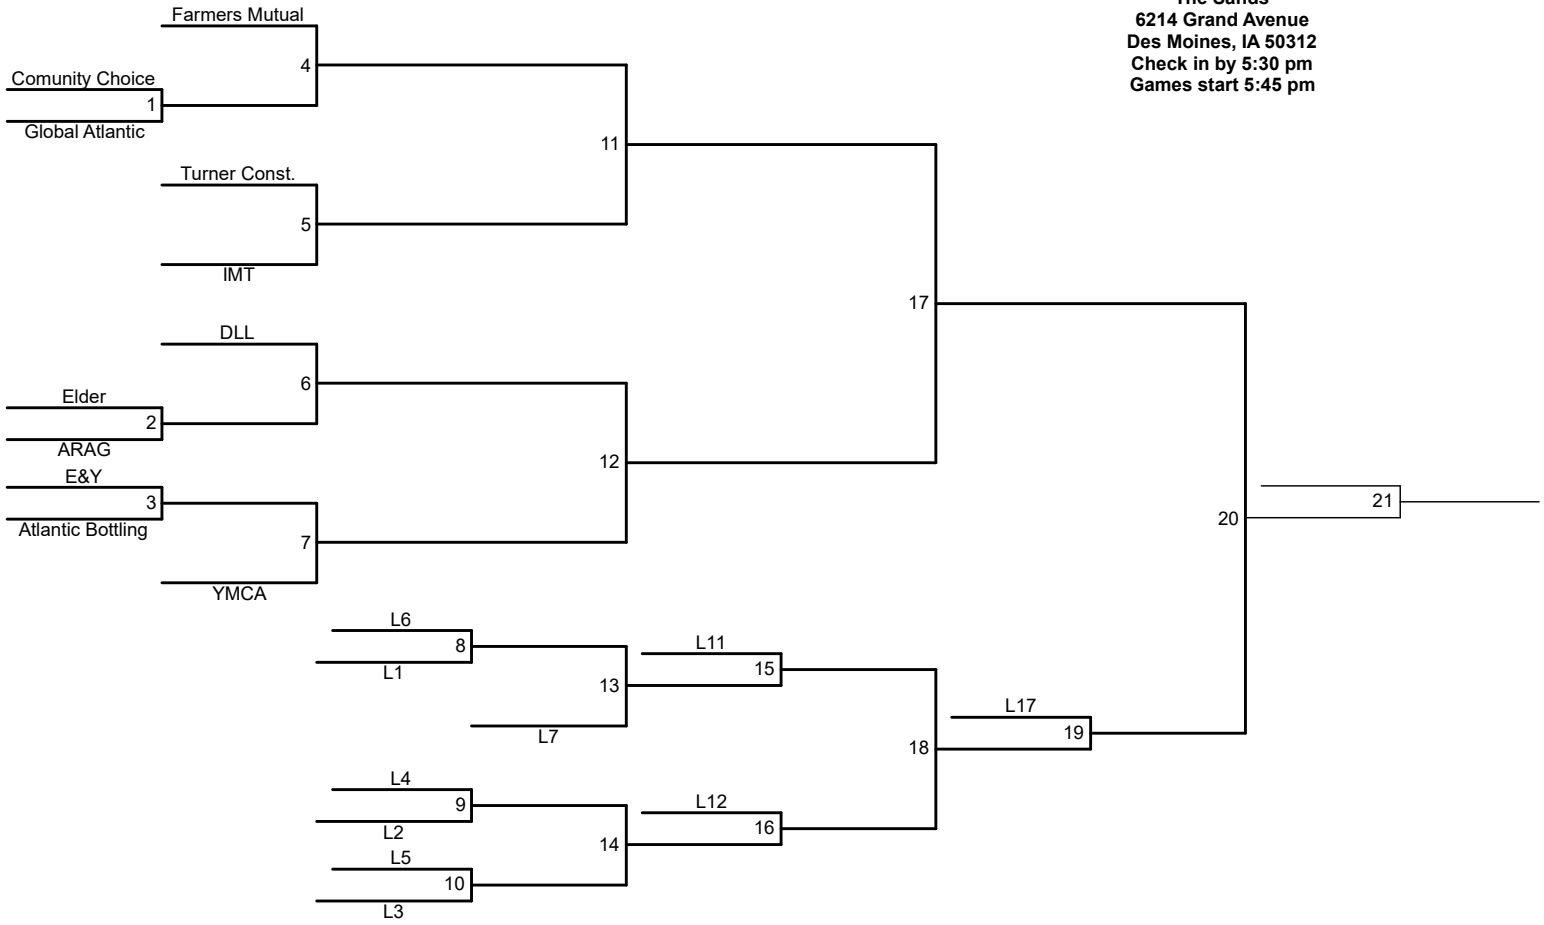 The Sands
6214 Grand Avenue
Des Moines, IA 50312
Check in by 5:30 pm
Games start 5:45 pm
Farmers Mutual
4
Comunity Choice
1
Global Atlantic
11
Turner Const.
5
IMT
17
DLL
6
Elder
2
ARAG
12
E&Y
3
Atlantic Bottling
7
YMCA
20
21
L6
8
L1
L11
15
13
L7
L17
19
18
L4
9
L2
L12
16
14
L5
10
L3